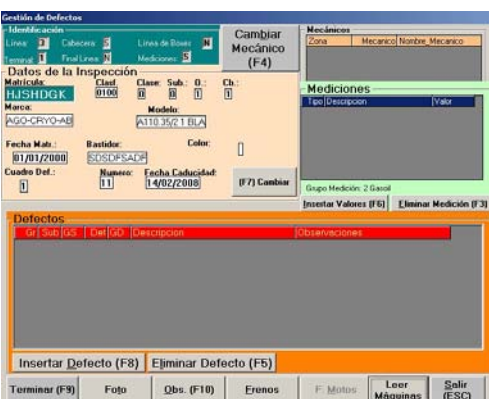 Gestión de Defectos
Identificación
Linea: D Cabecera: S Linea de Boxes N
Terminal: 1 Final Linea N Mediciones: S
Cambiar Mecánico (F4)
Mecánicos
Zona Mecanico Nombre_Mecanico
Datos de la Inspección
Matrícula: Clasf. Clase: Sub.: O.: Ch.:
HJSHDGK 0100 0 0 1 1
Marca: Modelo:
AGO-CRYO-AB A110.35/2.1 BLA
Fecha Matr.: Bastidor: Color:
01/01/2000 SDSDFSADF 0
Cuadro Def.: Numero: Fecha Caducidad:
1 11 14/02/2008 (F7) Cambiar
Mediciones
Tipo Descripcion Valor
Grupo Medición: 2 Gasoil
Insertar Valores (F6) Eliminar Medición (F3)
Defectos
Gr Sub GS Def GD Descripcion Observaciones
Insertar Defecto (F8) Eliminar Defecto (F5)
Terminar (F9) Foto Obs. (F10) Frenos F. Motos Leer Máquinas Salir (ESC)